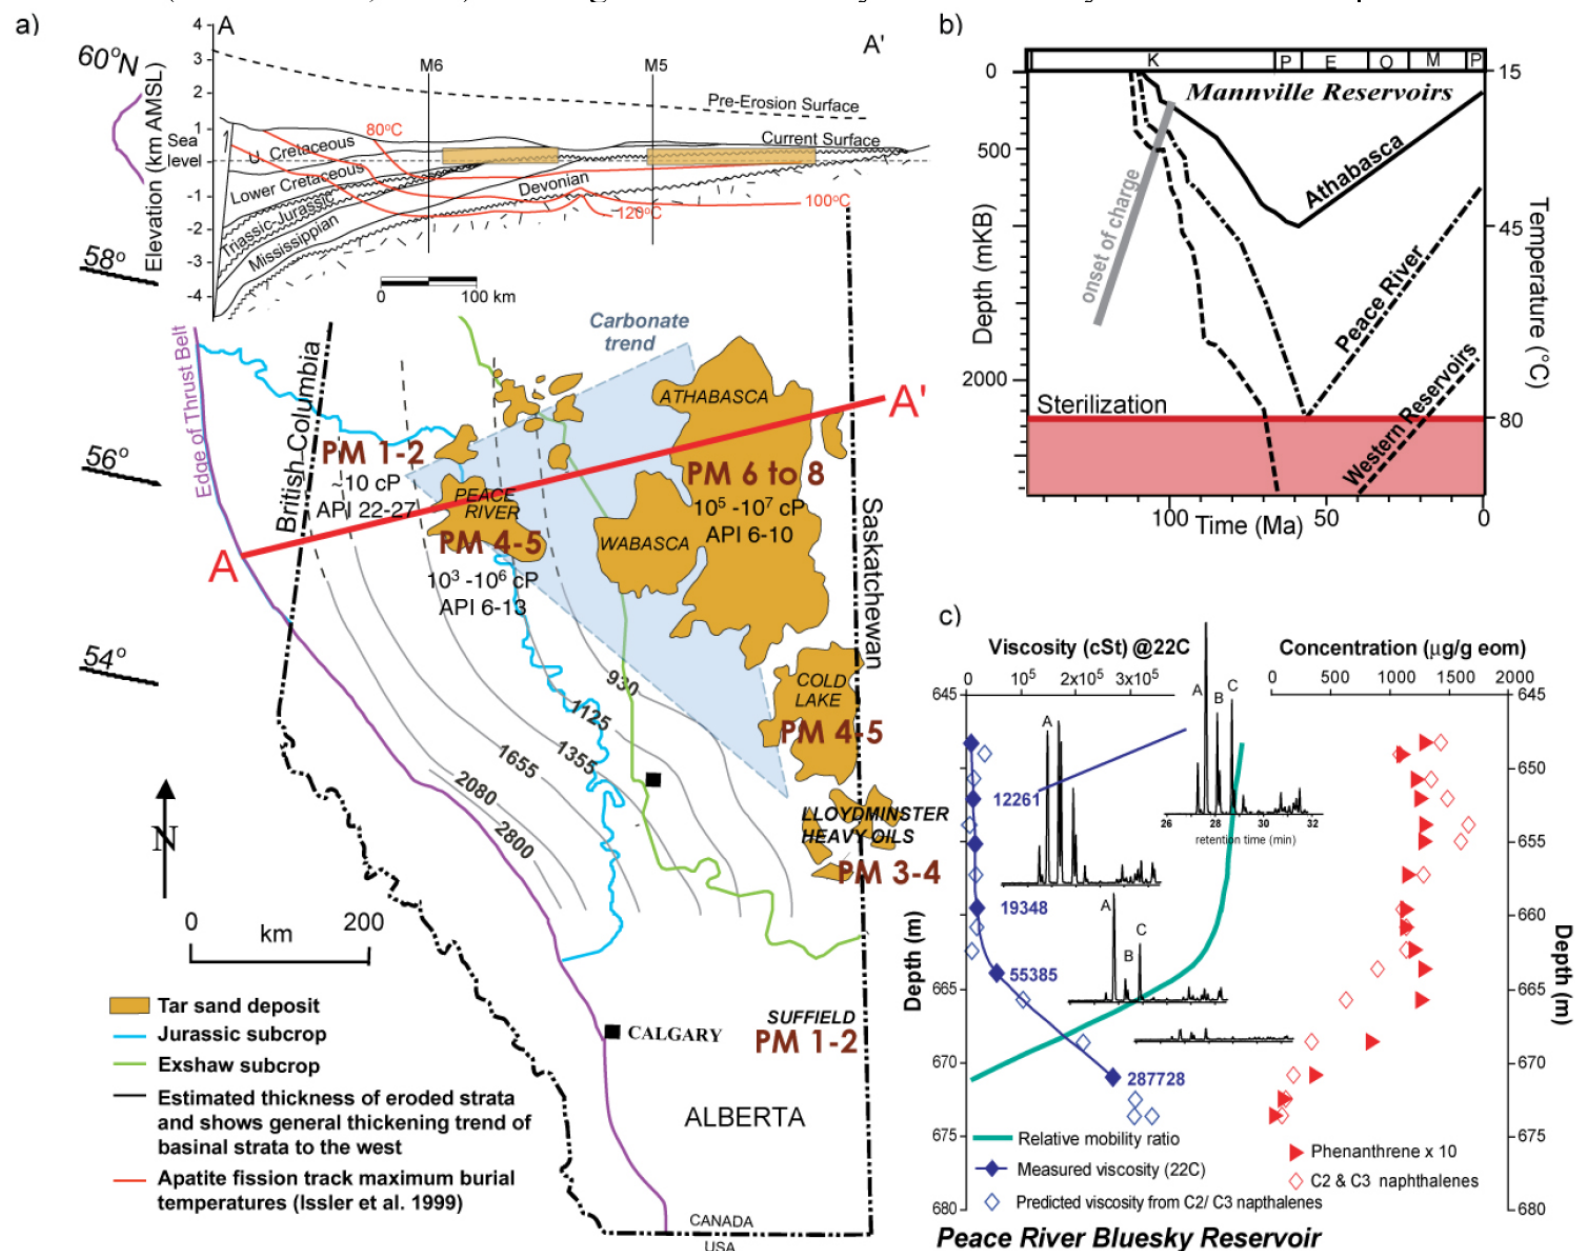 a)
60°N
58°
56°
54°
A
A'
4
3
2
1
Sea
level
-1
-2
-3
-4
Elevation (km AMSL)
M6
M5
Pre-Erosion Surface
Current Surface
80°C
U. Cretaceous
Lower Cretaceous
Triassic-Jurassic
Mississippian
Devonian
120°C
100°C
0
100 km
Edge of Thrust Belt
British Columbia
Carbonate
trend
ATHABASCA
A'
PM 1-2
~10 cP
API 22-27
PEACE
RIVER
PM 4-5
10³ -10⁶ cP
API 6-13
PM 6 to 8
10⁵ -10⁷ cP
API 6-10
WABASCA
A
Saskatchewan
COLD
LAKE
PM 4-5
930
1125
1355
1655
2080
2800
LLOYDMINSTER
HEAVY OILS
PM 3-4
N
0
200
km
SUFFIELD
PM 1-2
CALGARY
ALBERTA
CANADA
USA
Tar sand deposit
Jurassic subcrop
Exshaw subcrop
Estimated thickness of eroded strata
and shows general thickening trend of
basinal strata to the west
Apatite fission track maximum burial
temperatures (Issler et al. 1999)
b)
K
P
E
O
M
P
0
500
2000
Depth (mKB)
15
45
80
Temperature (°C)
Mannville Reservoirs
onset of charge
Athabasca
Peace River
Western Reservoirs
Sterilization
100
50
0
Time (Ma)
c)
Viscosity (cSt) @22C
0
10⁵
2x10⁵
3x10⁵
Concentration (µg/g eom)
0
500
1000
1500
2000
645
665
670
675
680
Depth (m)
645
650
655
660
665
670
675
680
Depth (m)
A
B
C
26
28
30
32
retention time (min)
A
A
B
C
12261
19348
55385
287728
Relative mobility ratio
Measured viscosity (22C)
Predicted viscosity from C2/ C3 napthalenes
Phenanthrene x 10
C2 & C3 naphthalenes
Peace River Bluesky Reservoir